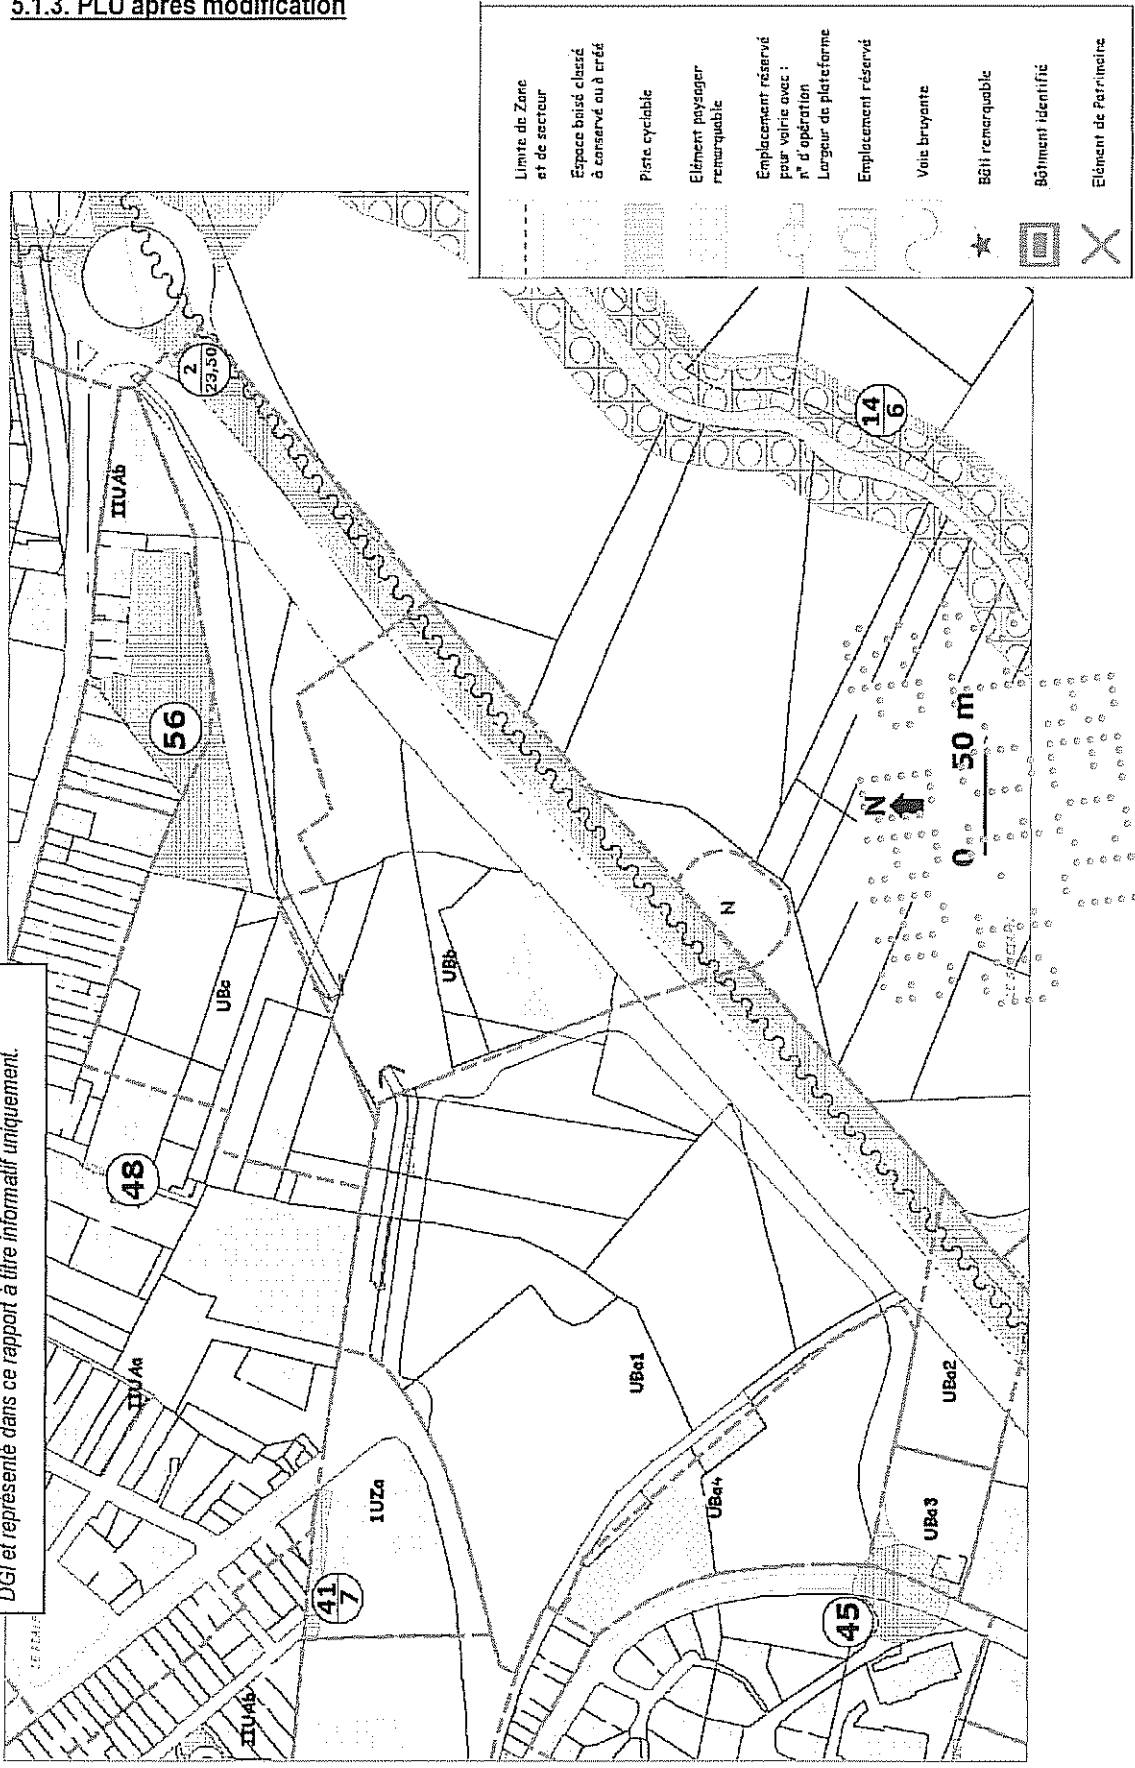 5.1.3. PLU après modification
DGI et représenté dans ce rapport à titre informatif uniquement.
Limite de Zone
et de secteur
Espace boisé classé
à conservé ou à créé
Piste cyclable
Elément paysager
remarquable
Emplacement réservé
pour voirie avec :
n° d'opération
Largeur de plateforme
Emplacement réservé
Voie bruyante
Bâti remarquable
Bâtiment identifié
Elément de Patrimoine
2
23,50
IIUAb
56
14
6
UBc
UBb
48
N
N
0 50 m
IIUAa
UBa1
IUZa
UBa4
UBa2
UBa3
41
7
45
IIUAb